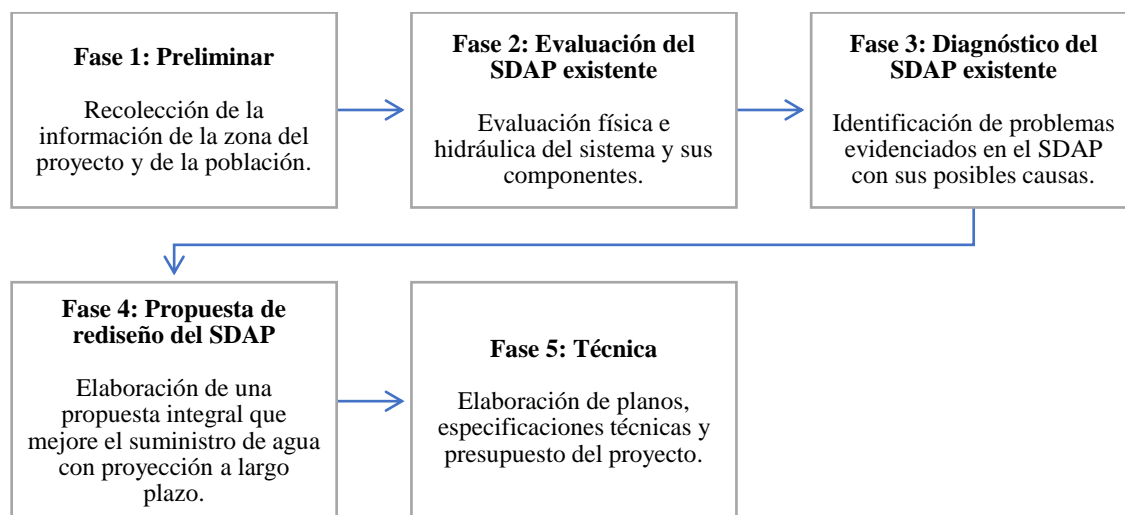 Fase 1: Preliminar
Recolección de la
información de la zona del
proyecto y de la población.
Fase 2: Evaluación del
SDAP existente
Evaluación física e
hidráulica del sistema y sus
componentes.
Fase 3: Diagnóstico del
SDAP existente
Identificación de problemas
evidenciados en el SDAP
con sus posibles causas.
Fase 4: Propuesta de
rediseño del SDAP
Elaboración de una
propuesta integral que
mejore el suministro de agua
con proyección a largo
plazo.
Fase 5: Técnica
Elaboración de planos,
especificaciones técnicas y
presupuesto del proyecto.